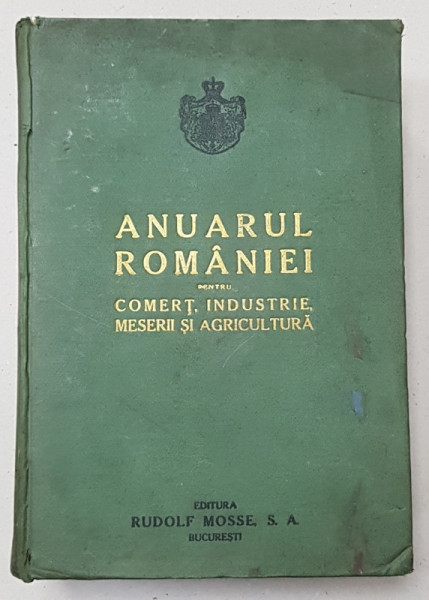 ANUARUL
ROMÂNIEI
PENTRU
COMERȚ, INDUSTRIE,
MESERII ȘI AGRICULTURĂ
EDITURA
RUDOLF MOSSE, S. A.
BUCUREȘTI